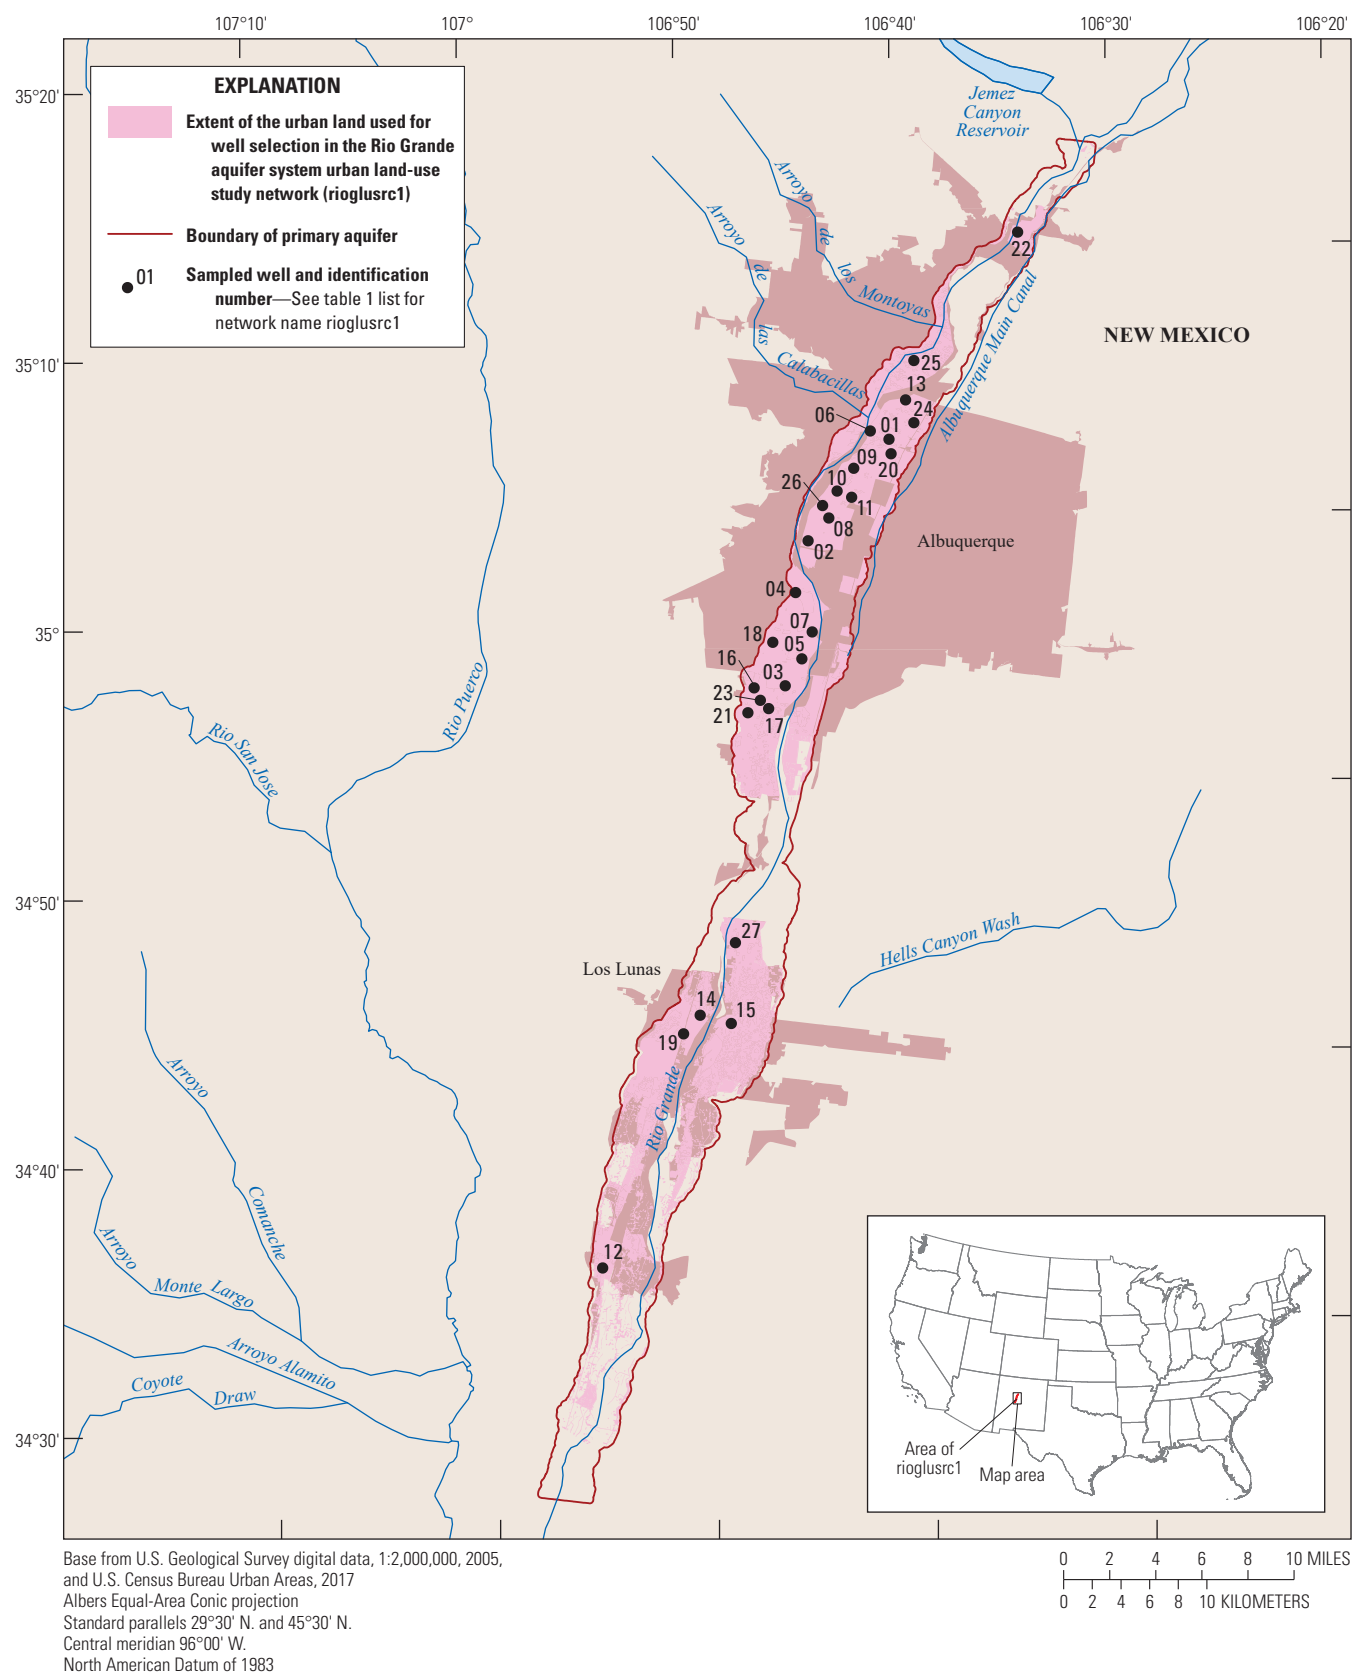 107°10'
107°
106°50'
106°40'
106°30'
106°20'
35°20'
35°10'
35°
34°50'
34°40'
34°30'
EXPLANATION
Extent of the urban land used for
well selection in the Rio Grande
aquifer system urban land-use
study network (rioglusrc1)
Boundary of primary aquifer
01
Sampled well and identification
number—See table 1 list for
network name rioglusrc1
Jemez
Canyon
Reservoir
Arroyo
de
los
Montoyas
Arroyo
de
las
Calabacillas
22
Albuquerque Main Canal
NEW MEXICO
25
13
24
06
01
09
20
10
26
11
08
02
Albuquerque
04
07
18
05
16
03
23
21
17
Rio Puerco
Rio San Jose
Hells Canyon Wash
27
Los Lunas
14
15
19
Rio Grande
Arroyo
Comanche
Arroyo
Monte Largo
12
Arroyo Alamito
Coyote
Draw
Area of
rioglusrc1
Map area
Base from U.S. Geological Survey digital data, 1:2,000,000, 2005,
and U.S. Census Bureau Urban Areas, 2017
Albers Equal-Area Conic projection
Standard parallels 29°30' N. and 45°30' N.
Central meridian 96°00' W.
North American Datum of 1983
0 2 4 6 8 10 MILES
0 2 4 6 8 10 KILOMETERS